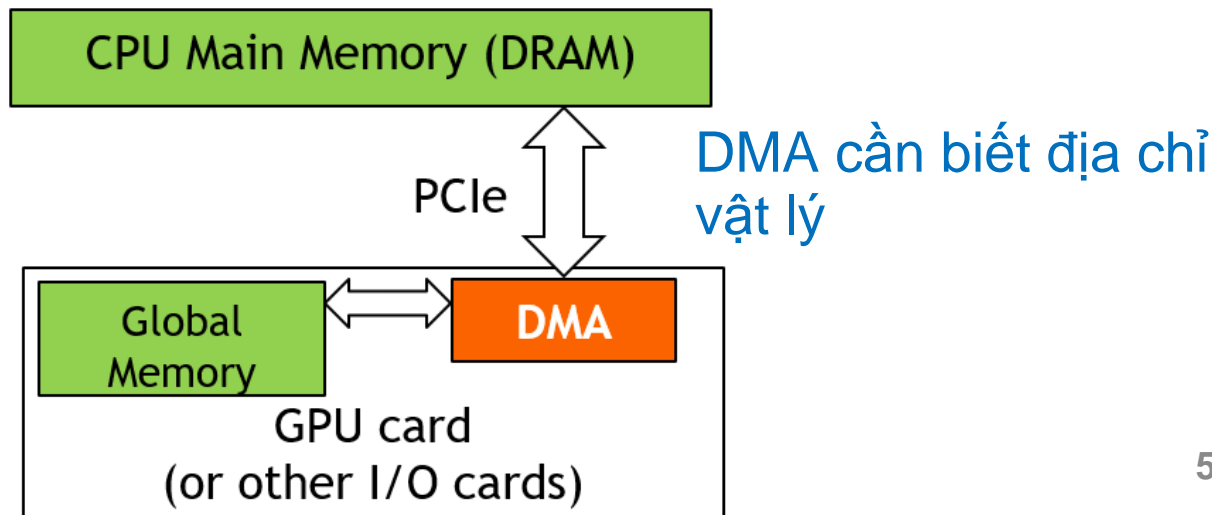 CPU Main Memory (DRAM)
DMA cần biết địa chỉ
vật lý
PCIe
Global
Memory
DMA
GPU card
(or other I/O cards)
5